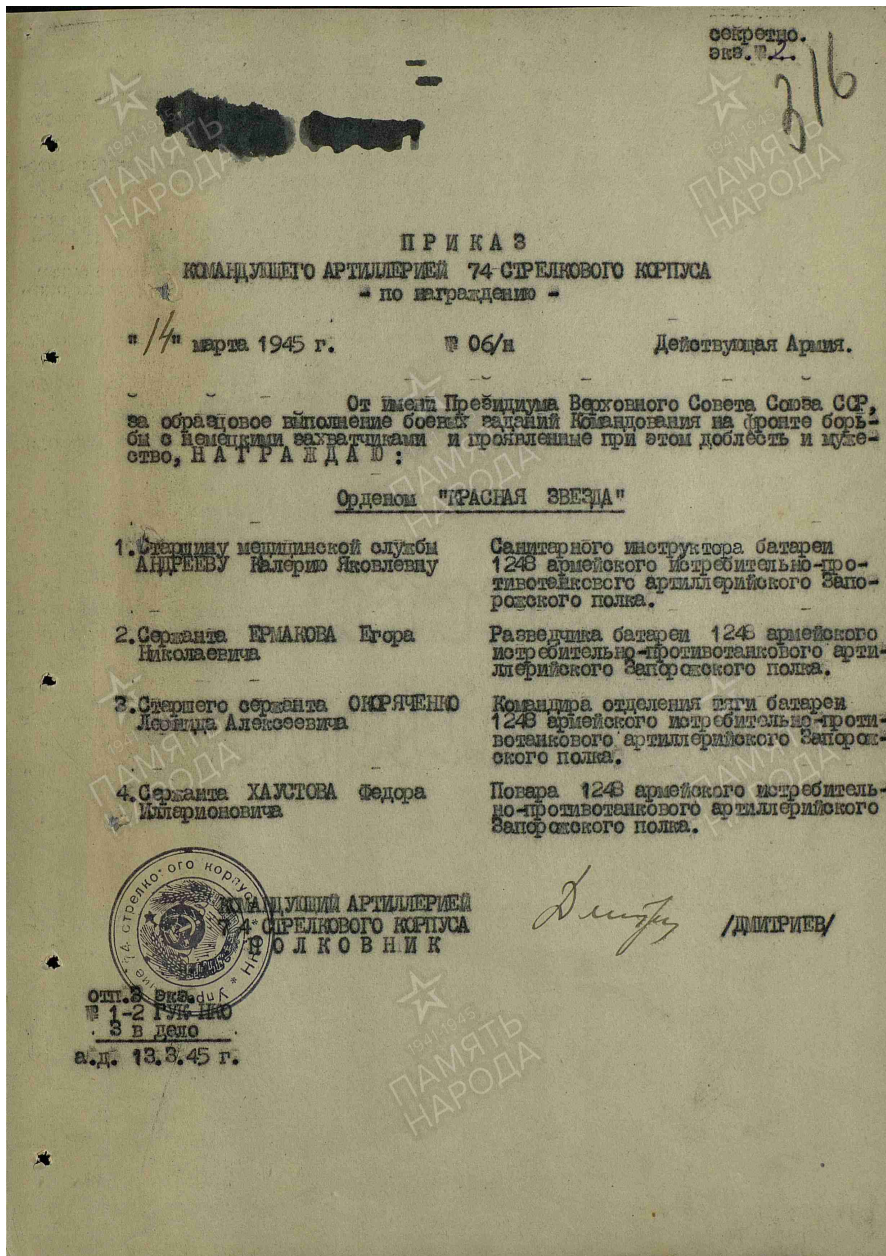 секретно.
экз.№2.
316
П Р И К А З
КОМАНДУЮЩЕГО АРТИЛЛЕРИЕЙ 74 СТРЕЛКОВОГО КОРПУСА
- по награждению -
"14" марта 1945 г. № 06/н Действующая Армия.
От имени Президиума Верховного Совета Союза ССР,
за образцовое выполнение боевых заданий Командования на фронте борь-
бы с немецкими захватчиками и проявленные при этом доблесть и муже-
ство, Н А Г Р А Ж Д А Ю :
Орденом "КРАСНАЯ ЗВЕЗДА"
1.Старшину медицинской службы Санитарного инструктора батареи
АНДРЕЕВУ Валерию Яковлевну 1248 армейского истребительно-про-
тивотанкового артиллерийского Запо-
рожского полка.
2.Сержанта ЕРМАКОВА Егора Разведчика батареи 1248 армейского
Николаевича истребительно-противотанкового арти-
ллерийского Запорожского полка.
3.Старшего сержанта ОКОРЯЧЕНКО Командира отделения тяги батареи
Леонида Алексеевича 1248 армейского истребительно-проти-
вотанкового артиллерийского Запорож-
ского полка.
4.Сержанта ХАУСТОВА Федора Повара 1248 армейского истребитель-
Илларионовича но-противотанкового артиллерийского
Запорожского полка.
КОМАНДУЮЩИЙ АРТИЛЛЕРИЕЙ
74 СТРЕЛКОВОГО КОРПУСА
П О Л К О В Н И К /ДМИТРИЕВ/
отп.3 экз.
№ 1-2 ГУК НКО
3 в дело
а.д. 13.3.45 г.
ПАМЯТЬ
НАРОДА
1941-1945